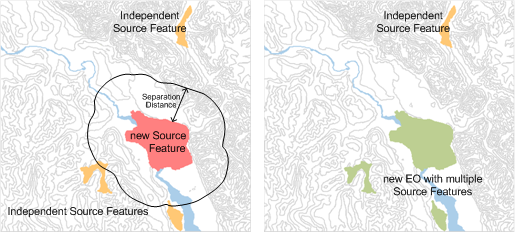 Independent
Source Feature
Separation
Distance
new Source
Feature
Independent Source Features
Independent
Source Feature
new EO with multiple
Source Features